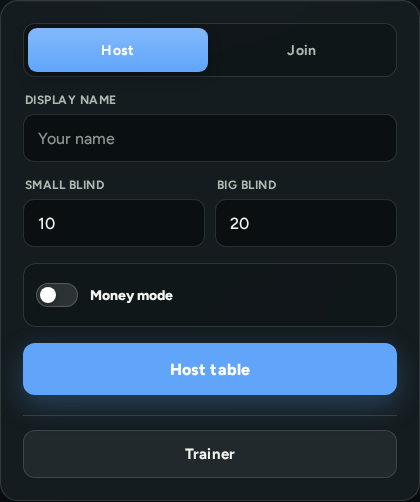 Host Join
DISPLAY NAME
Your name
SMALL BLIND BIG BLIND
10 20
Money mode
Host table
Trainer